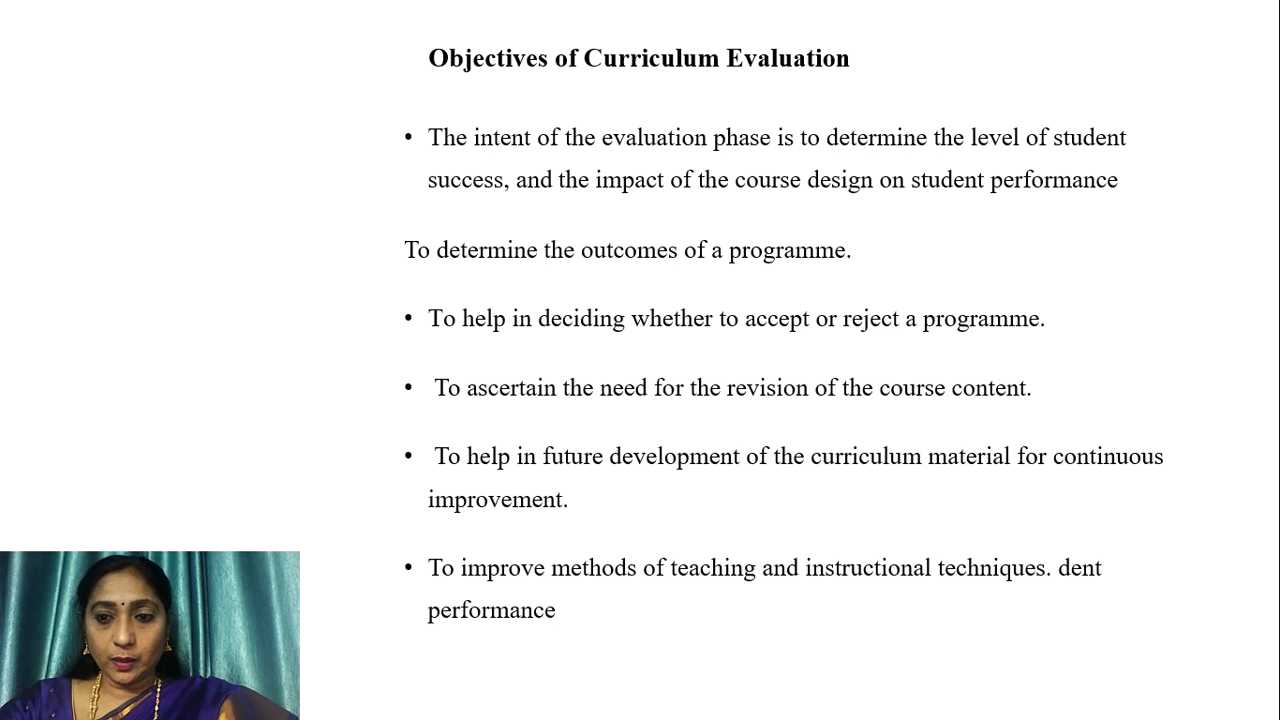 Objectives of Curriculum Evaluation
• The intent of the evaluation phase is to determine the level of student
success, and the impact of the course design on student performance
To determine the outcomes of a programme.
• To help in deciding whether to accept or reject a programme.
• To ascertain the need for the revision of the course content.
• To help in future development of the curriculum material for continuous
improvement.
• To improve methods of teaching and instructional techniques. dent
performance